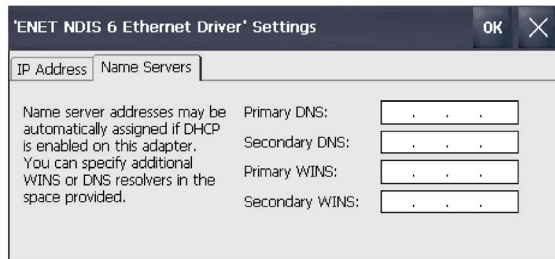 'ENET NDIS 6 Ethernet Driver' Settings OK
IP Address Name Servers
Name server addresses may be
automatically assigned if DHCP
is enabled on this adapter.
You can specify additional
WINS or DNS resolvers in the
space provided.
Primary DNS: . . .
Secondary DNS: . . .
Primary WINS: . . .
Secondary WINS: . . .